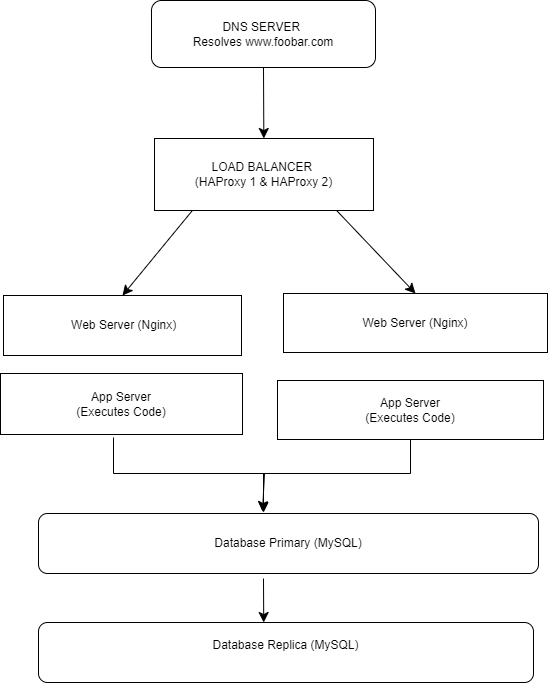 DNS SERVER
Resolves www.foobar.com
LOAD BALANCER
(HAProxy 1 & HAProxy 2)
Web Server (Nginx)
Web Server (Nginx)
App Server
(Executes Code)
App Server
(Executes Code)
Database Primary (MySQL)
Database Replica (MySQL)